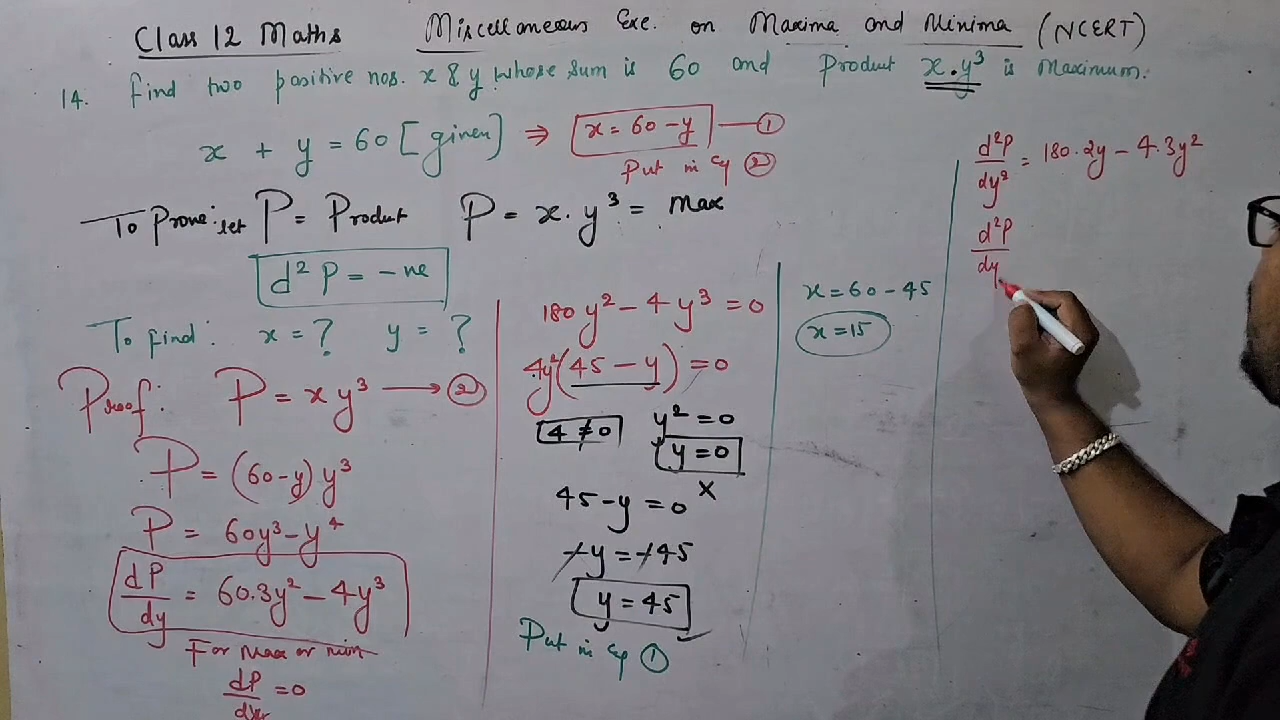 Class 12 Maths Miscellaneous Exe. on Maxima and Minima (NCERT)
14. Find two positive nos. x & y whose sum is 60 and Product x.y³ is Maximum.
x + y = 60 [given] ⇒ x = 60 - y — ①
Put in Eq ②
To Prove: let P = Product P = x.y³ = Max
d²P = -ve
To find: x = ? y = ?
Proof: P = xy³ → ②
P = (60-y) y³
P = 60y³ - y⁴
dP/dy = 60.3y² - 4y³
For Max or min
dP/dy = 0
180y² - 4y³ = 0
4y²(45 - y) = 0
4 ≠ 0 y² = 0
y = 0
x
45 - y = 0
-y = -45
y = 45
Put in Eq ①
x = 60 - 45
x = 15
d²P/dy² = 180.2y - 4.3y²
d²P/dy